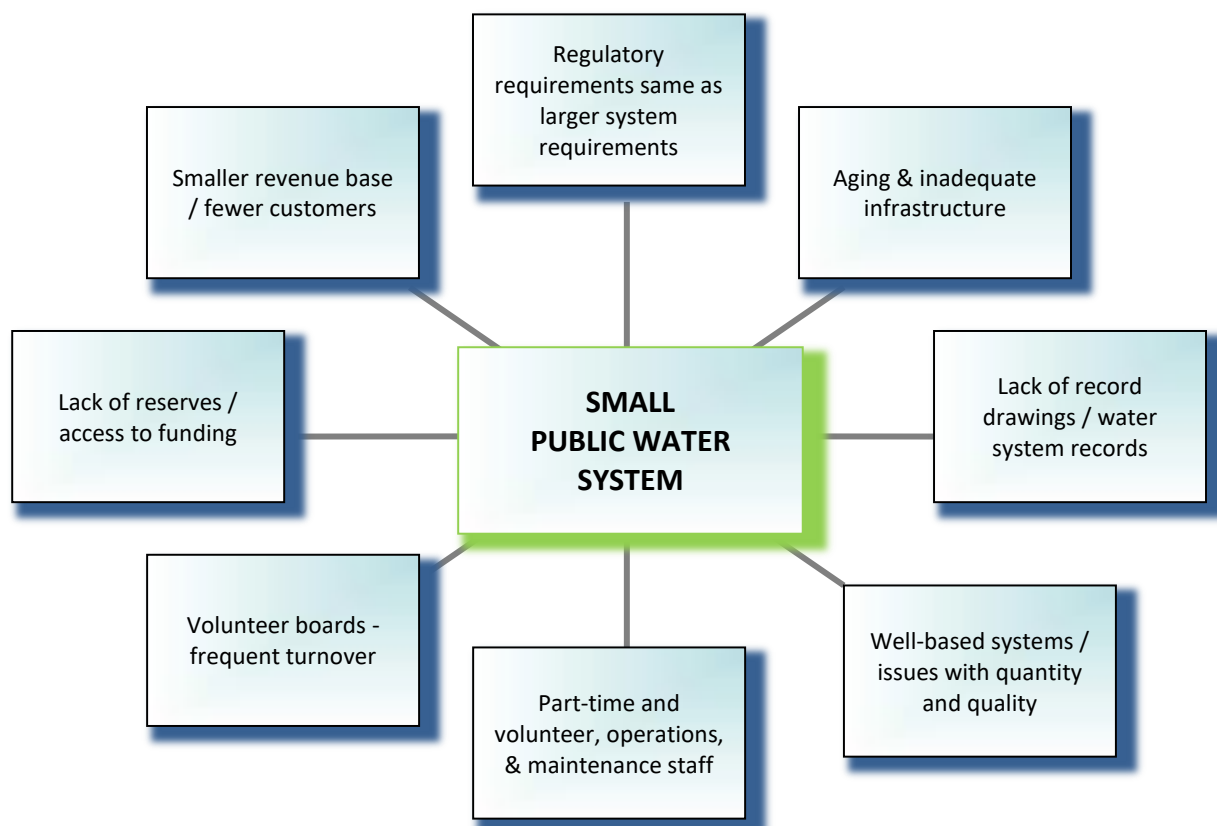 Regulatory
requirements same as
larger system
requirements
Smaller revenue base
/ fewer customers
Aging & inadequate
infrastructure
Lack of reserves /
access to funding
SMALL
PUBLIC WATER
SYSTEM
Lack of record
drawings / water
system records
Volunteer boards -
frequent turnover
Part-time and
volunteer, operations,
& maintenance staff
Well-based systems /
issues with quantity
and quality